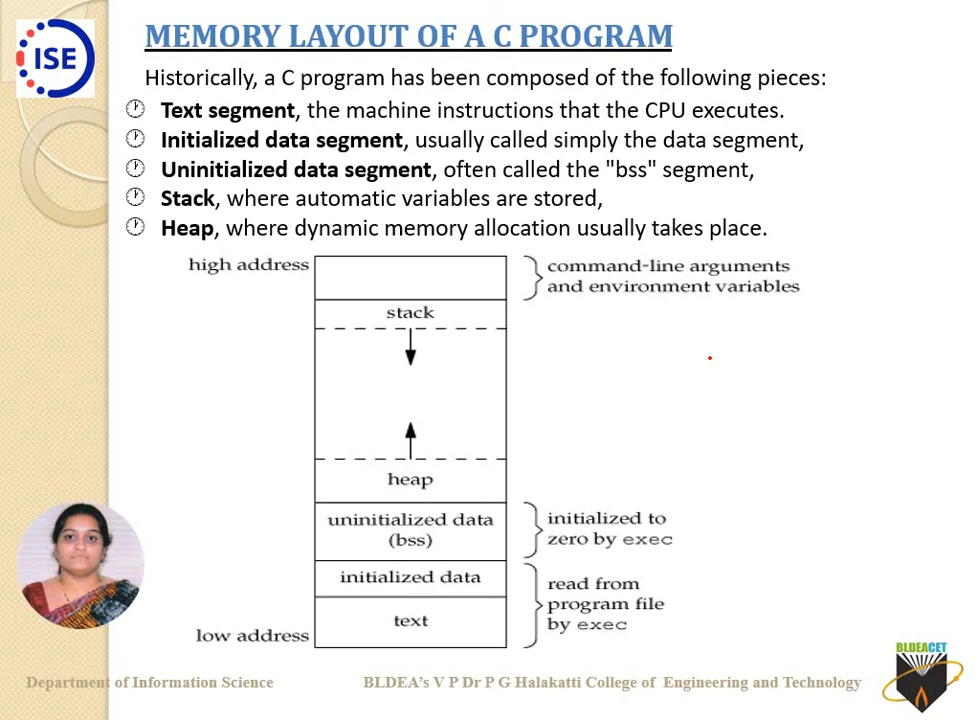 ISE
MEMORY LAYOUT OF A C PROGRAM
Historically, a C program has been composed of the following pieces:
Text segment, the machine instructions that the CPU executes.
Initialized data segment, usually called simply the data segment,
Uninitialized data segment, often called the "bss" segment,
Stack, where automatic variables are stored,
Heap, where dynamic memory allocation usually takes place.
high address
command-line arguments
and environment variables
stack
heap
uninitialized data
(bss)
initialized to
zero by exec
initialized data
read from
program file
by exec
text
low address
BLDEACET
Department of Information Science
BLDEA’s V P Dr P G Halakatti College of Engineering and Technology